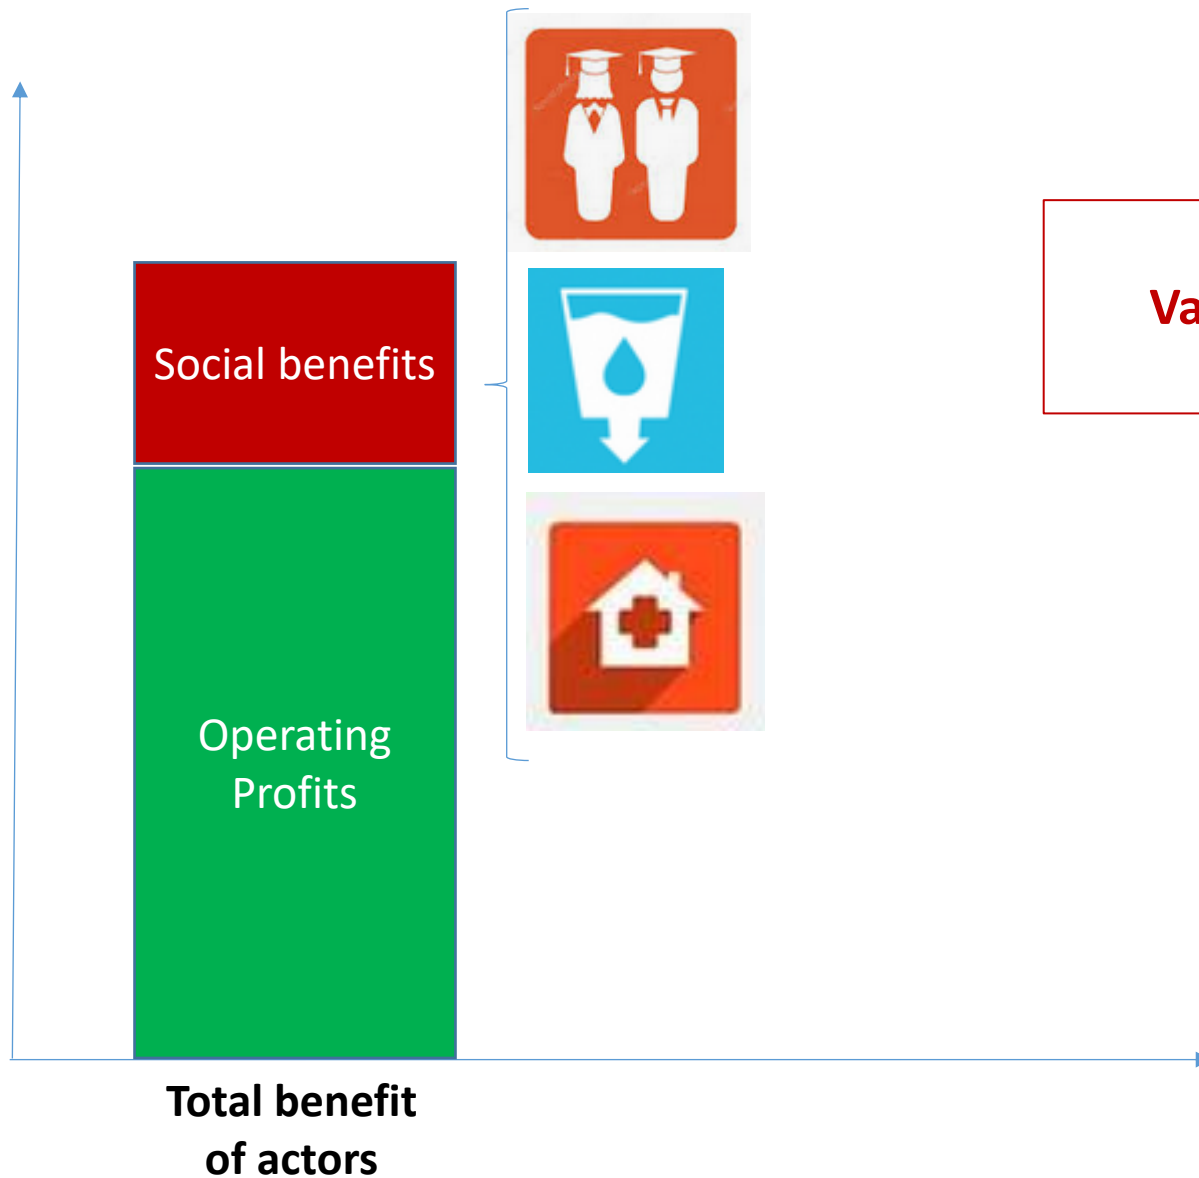 Social benefits
Va
Operating
Profits
Total benefit
of actors